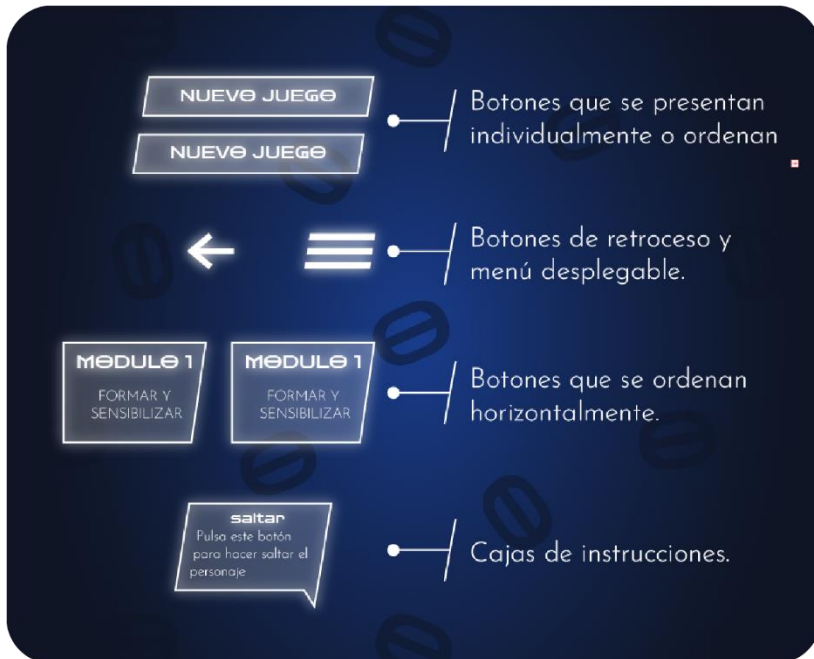 NUEVO JUEGO
NUEVO JUEGO
Botones que se presentan
individualmente o ordenan
Botones de retroceso y
menú desplegable.
MODULO 1
FORMAR Y
SENSIBILIZAR
MODULO 1
FORMAR Y
SENSIBILIZAR
Botones que se ordenan
horizontalmente.
saltar
Pulsa este botón
para hacer saltar el
personaje
Cajas de instrucciones.